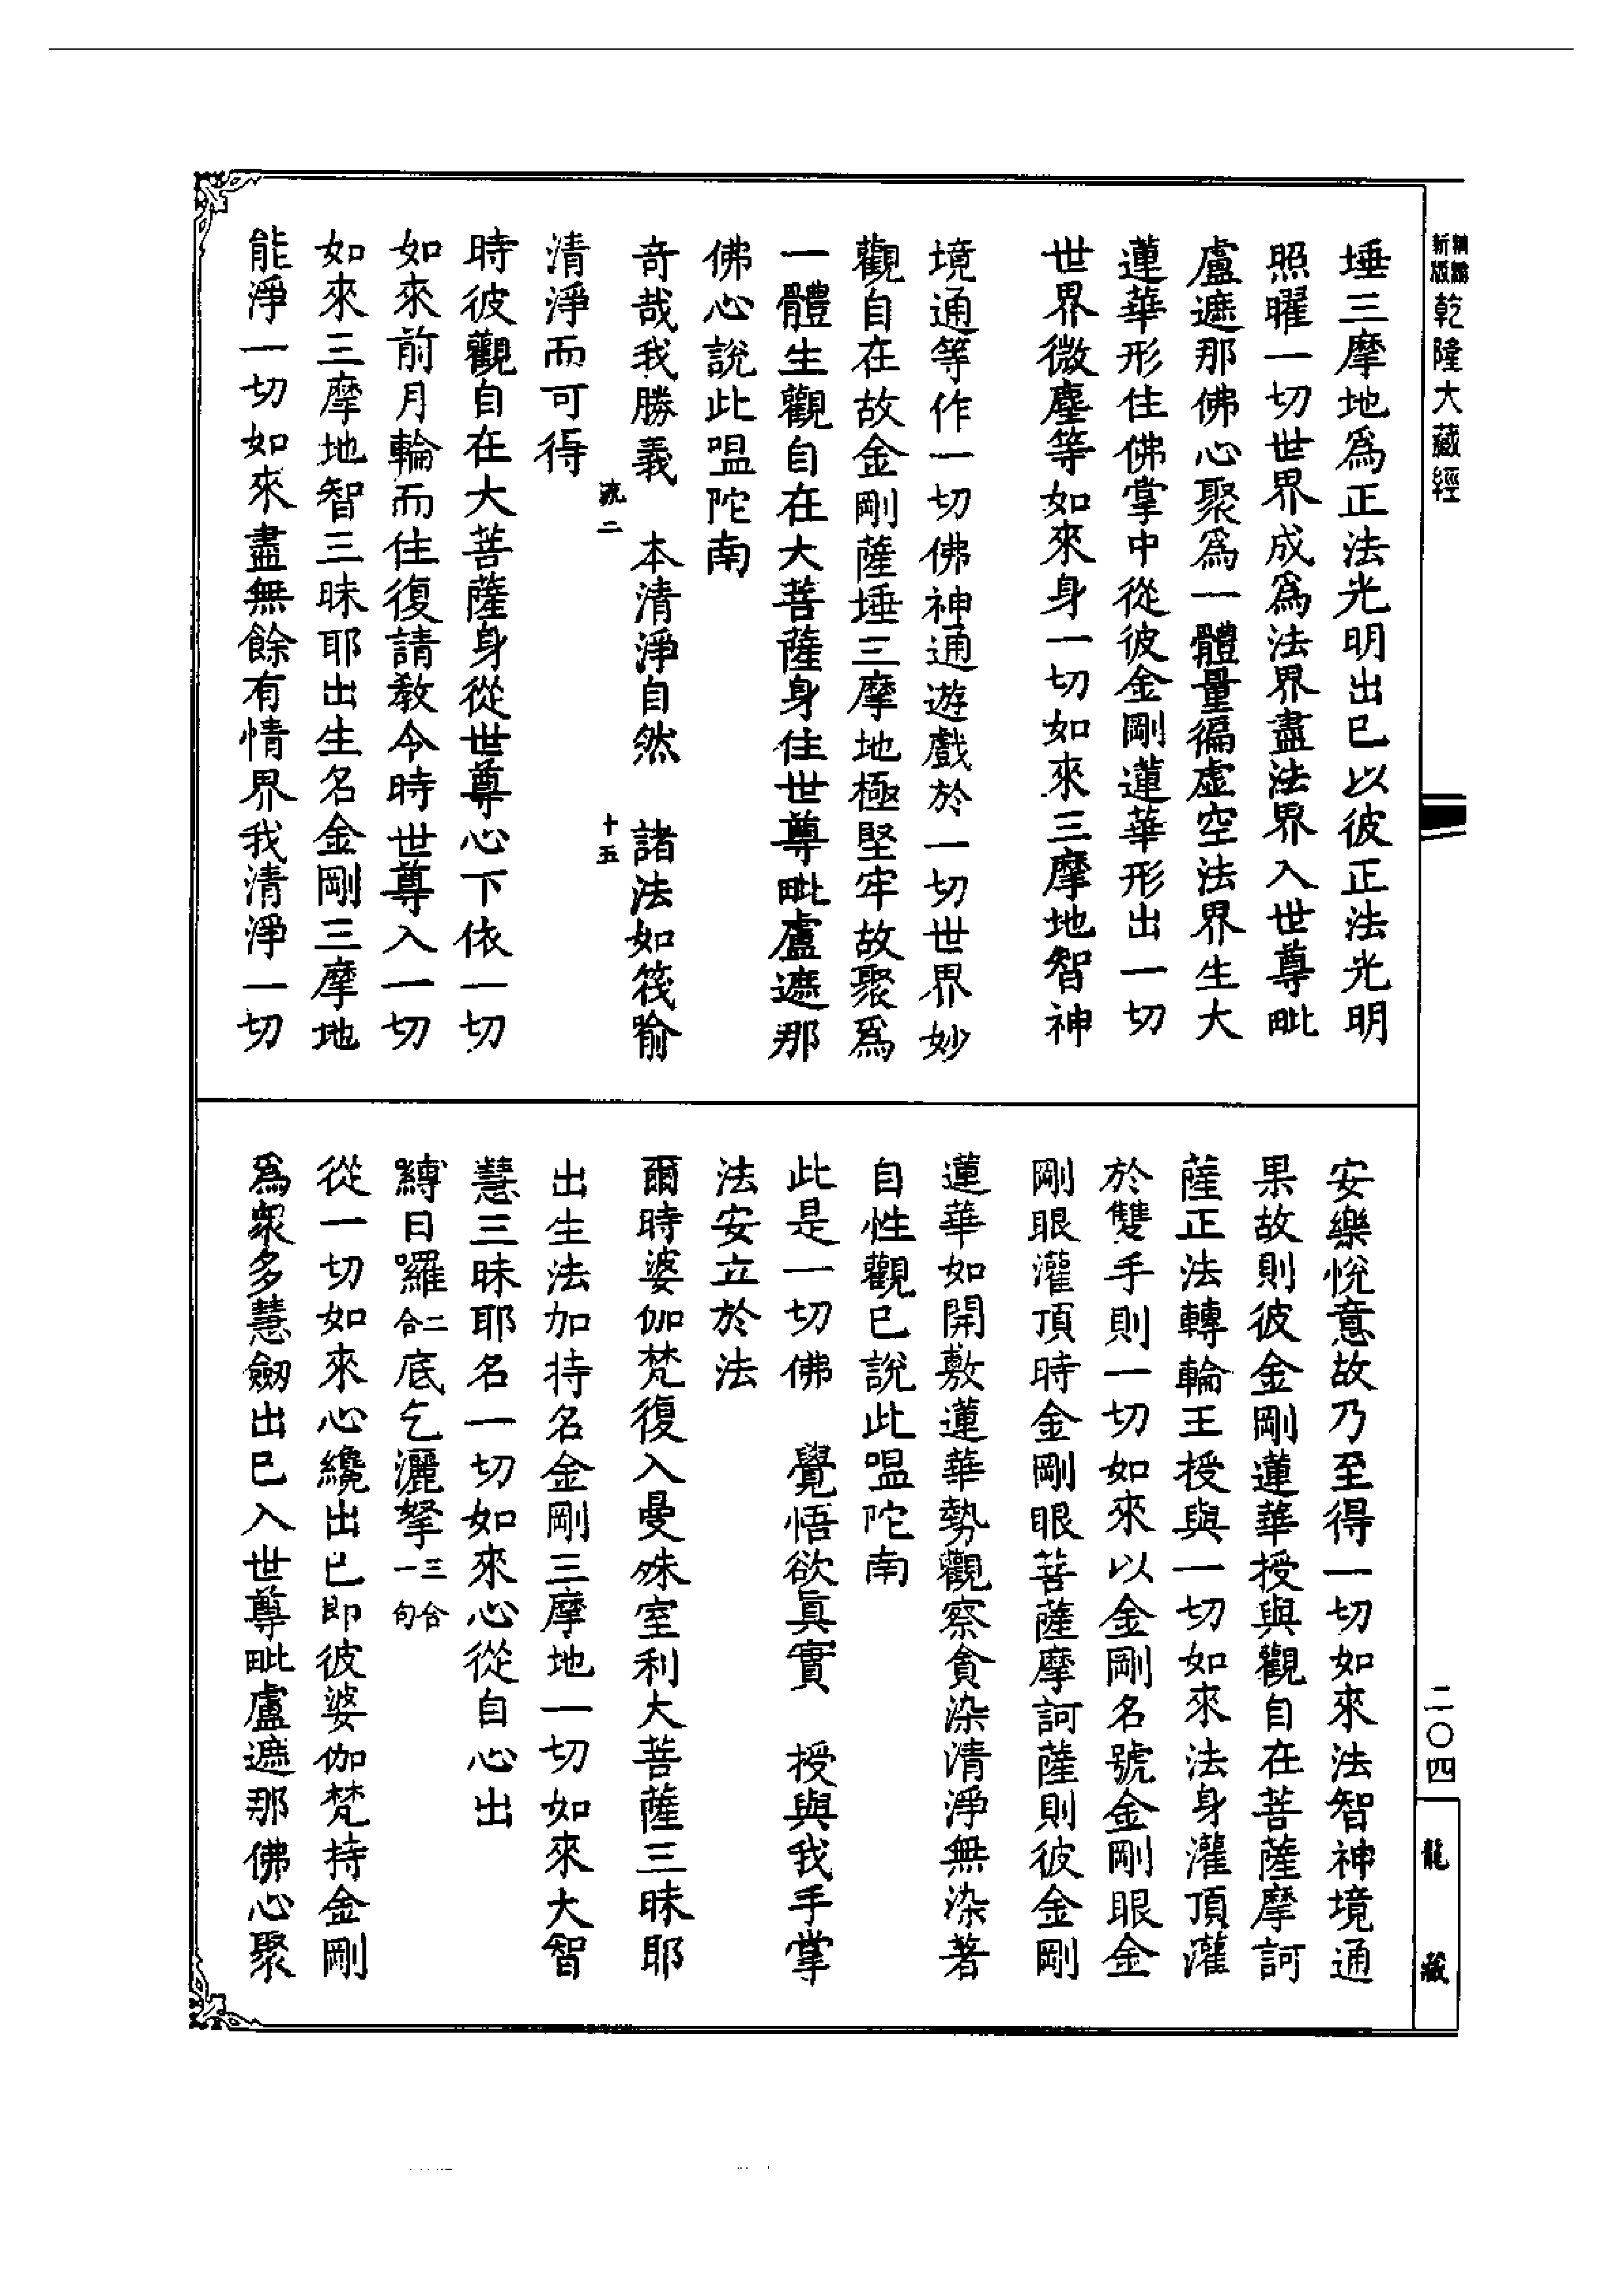 新編
縮版
乾隆大藏經
埵三摩地爲正法光明出已以彼正法光明
照曜一切世界成爲法界盡法界入世尊毗
盧遮那佛心聚爲一體量徧虛空法界生大
蓮華形住佛掌中從彼金剛蓮華形出一切
世界微塵等如來身一切如來三摩地智神
境通等作一切佛神通遊戲於一切世界妙
觀自在故金剛薩埵三摩地極堅牢故聚爲
一體生觀自在大菩薩身住世尊毗盧遮那
佛心說此嗢陀南
奇哉我勝義　本清淨自然　諸法如筏喻
流二　十五
清淨而可得
時彼觀自在大菩薩身從世尊心下依一切
如來前月輪而住復請教令時世尊入一切
如來三摩地智三昧耶出生名金剛三摩地
能淨一切如來盡無餘有情界我清淨一切
安樂悅意故乃至得一切如來法智神境通
果故則彼金剛蓮華授與觀自在菩薩摩訶
薩正法轉輪王授與一切如來法身灌頂灌
於雙手則一切如來以金剛名號金剛眼金
剛眼灌頂時金剛眼菩薩摩訶薩則彼金剛
蓮華如開敷蓮華勢觀察貪染清淨無染著
自性觀已說此嗢陀南
此是一切佛　覺悟欲眞實　授與我手掌
法安立於法
爾時婆伽梵復入曼殊室利大菩薩三昧耶
出生法加持名金剛三摩地一切如來大智
慧三昧耶名一切如來心從自心出
縛日囉二合底乞灑拏三合一句
從一切如來心纔出已即彼婆伽梵持金剛
爲衆多慧劒出已入世尊毗盧遮那佛心聚
二〇四
龍藏